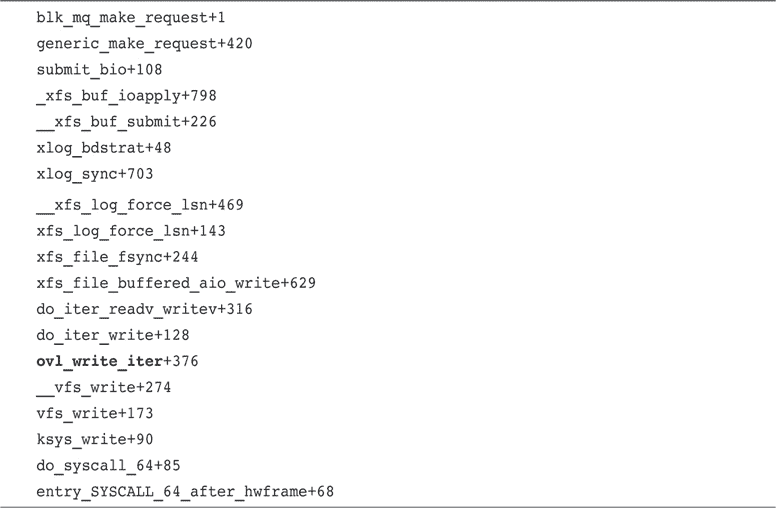 blk_mq_make_request+1
generic_make_request+420
submit_bio+108
_xfs_buf_ioapply+798
__xfs_buf_submit+226
xlog_bdstrat+48
xlog_sync+703
__xfs_log_force_lsn+469
xfs_log_force_lsn+143
xfs_file_fsync+244
xfs_file_buffered_aio_write+629
do_iter_readv_writev+316
do_iter_write+128
ovl_write_iter+376
__vfs_write+274
vfs_write+173
ksys_write+90
do_syscall_64+85
entry_SYSCALL_64_after_hwframe+68